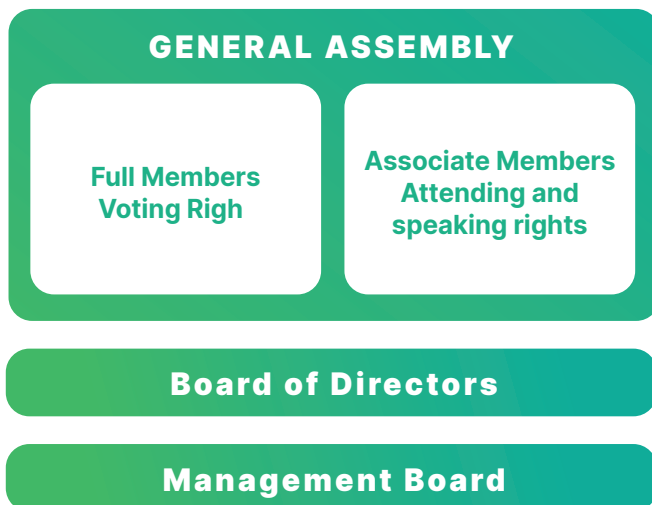 GENERAL ASSEMBLY
Full Members
Voting Righ
Associate Members
Attending and
speaking rights
Board of Directors
Management Board